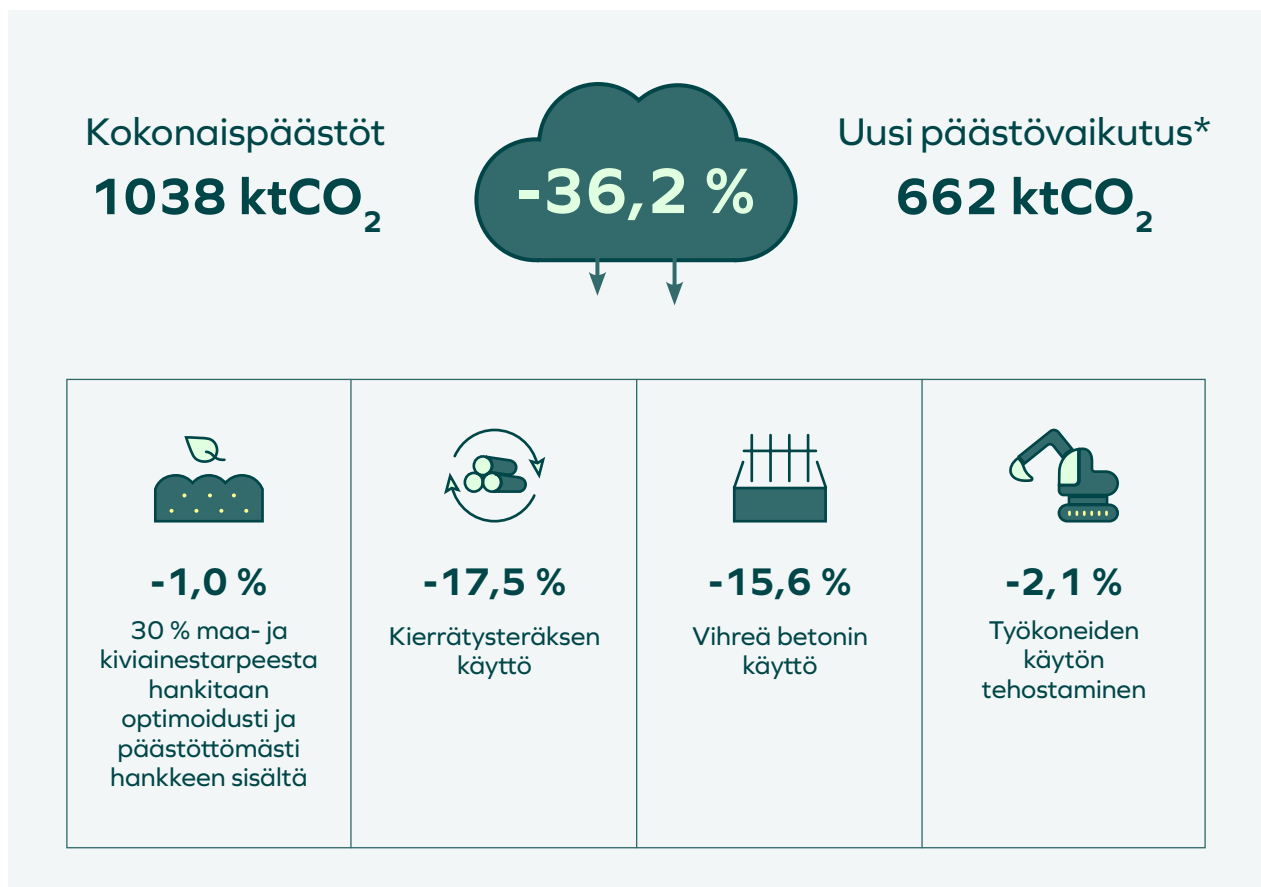 Kokonaispäästöt
1038 ktCO₂
-36,2 %
Uusi päästövaikutus*
662 ktCO₂
-1,0 %
30 % maa- ja
kiviainestarpeesta
hankitaan
optimoidusti ja
päästöttömästi
hankkeen sisältä
-17,5 %
Kierrätysteräksen
käyttö
-15,6 %
Vihreä betonin
käyttö
-2,1 %
Työkoneiden
käytön
tehostaminen